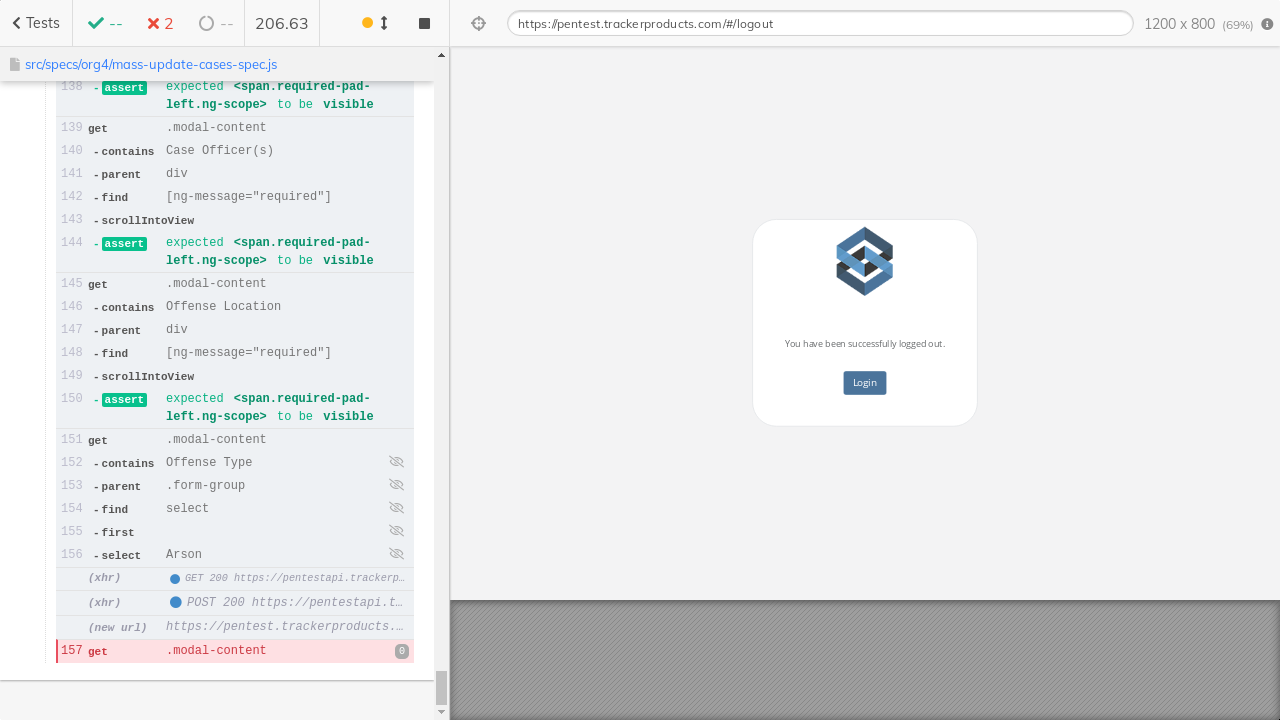 Tests
--
2
--
206.63
https://pentest.trackerproducts.com/#/logout
1200 x 800 (69%)
src/specs/org4/mass-update-cases-spec.js
138 -assert expected <span.required-pad-
left.ng-scope> to be visible
139 get .modal-content
140 -contains Case Officer(s)
141 -parent div
142 -find [ng-message="required"]
143 -scrollIntoView
144 -assert expected <span.required-pad-
left.ng-scope> to be visible
145 get .modal-content
146 -contains Offense Location
147 -parent div
148 -find [ng-message="required"]
149 -scrollIntoView
150 -assert expected <span.required-pad-
left.ng-scope> to be visible
151 get .modal-content
152 -contains Offense Type
153 -parent .form-group
154 -find select
155 -first
156 -select Arson
(xhr) GET 200 https://pentestapi.trackerp…
(xhr) POST 200 https://pentestapi.t…
(new url) https://pentest.trackerproducts.…
157 get .modal-content 0
You have been successfully logged out.
Login